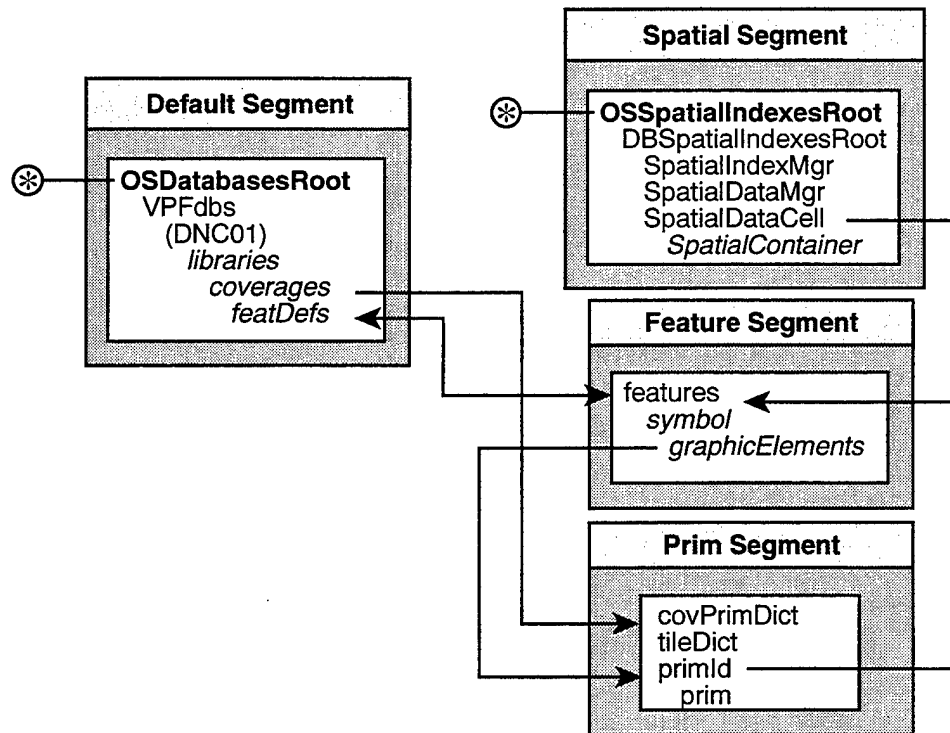 Spatial Segment
OSSpatialIndexesRoot
DBSpatialIndexesRoot
SpatialIndexMgr
SpatialDataMgr
SpatialDataCell
SpatialContainer
Default Segment
OSDatabasesRoot
VPFdbs
(DNC01)
libraries
coverages
featDefs
Feature Segment
features
symbol
graphicElements
Prim Segment
covPrimDict
tileDict
primId
prim